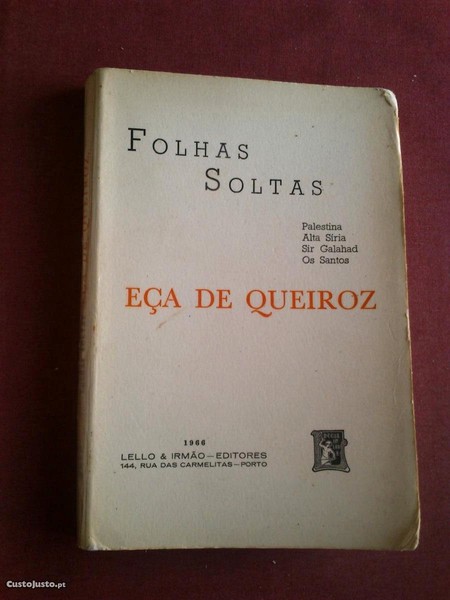 FOLHAS
SOLTAS
Palestina
Alta Síria
Sir Galahad
Os Santos
EÇA DE QUEIROZ
1966
LELLO & IRMÃO—EDITORES
144, RUA DAS CARMELITAS—PORTO
CustoJusto.pt